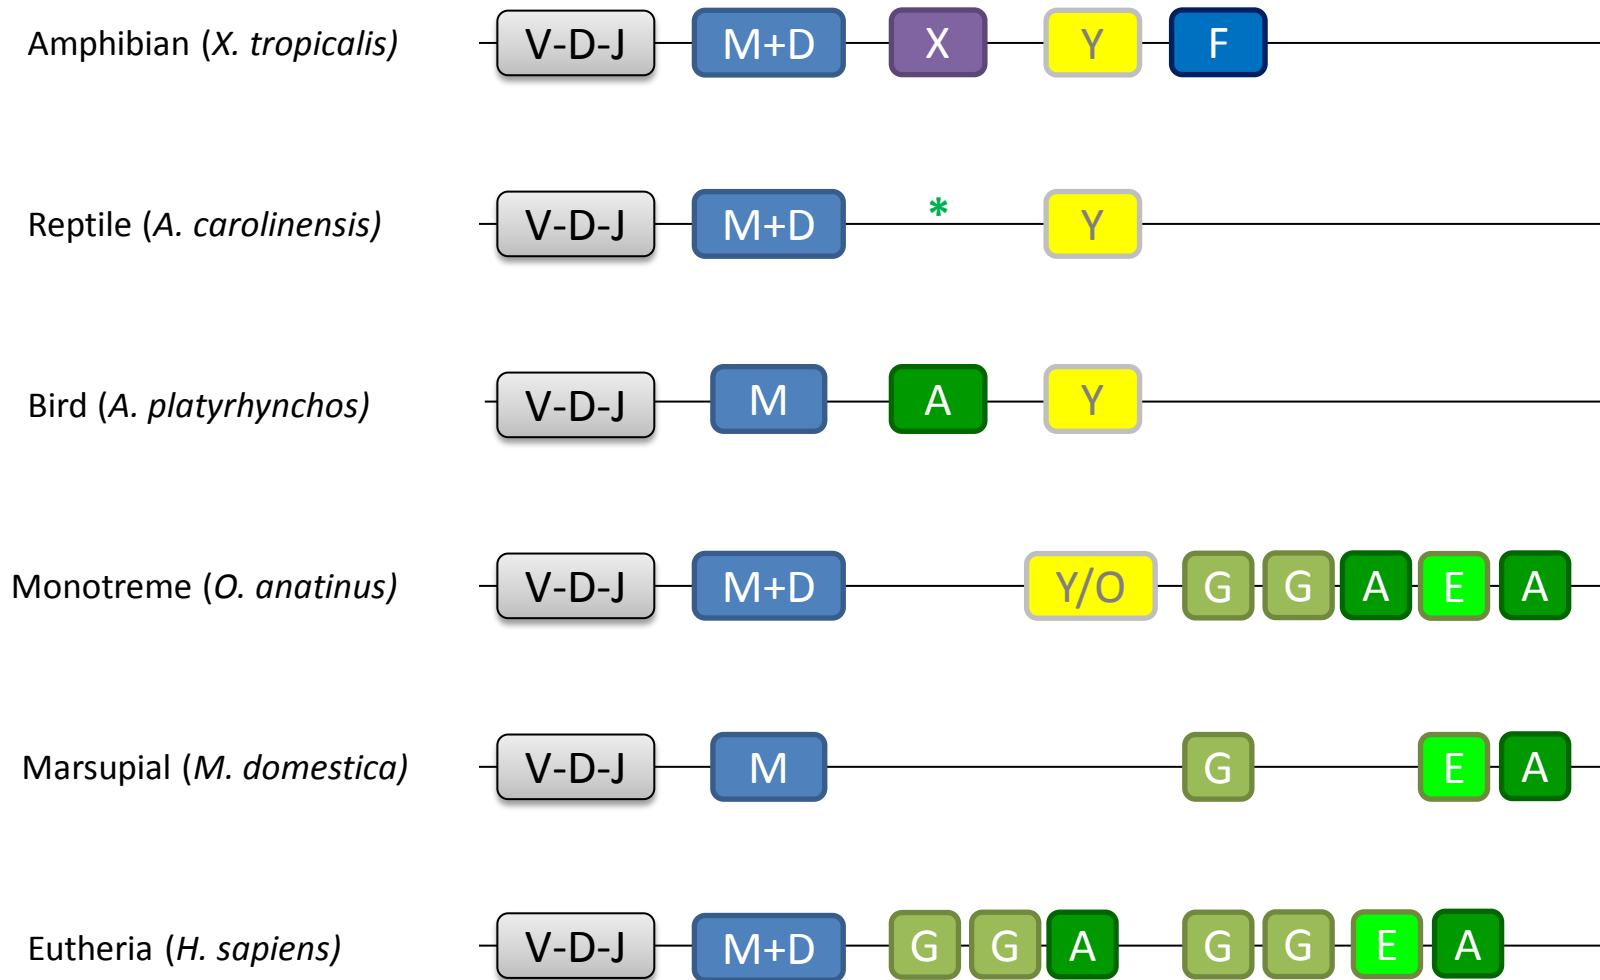 Amphibian (X. tropicalis) V-D-J M+D X Y F
Reptile (A. carolinensis) V-D-J M+D * Y
Bird (A. platyrhynchos) V-D-J M A Y
Monotreme (O. anatinus) V-D-J M+D Y/O G G A E A
Marsupial (M. domestica) V-D-J M G E A
Eutheria (H. sapiens) V-D-J M+D G G A G G E A